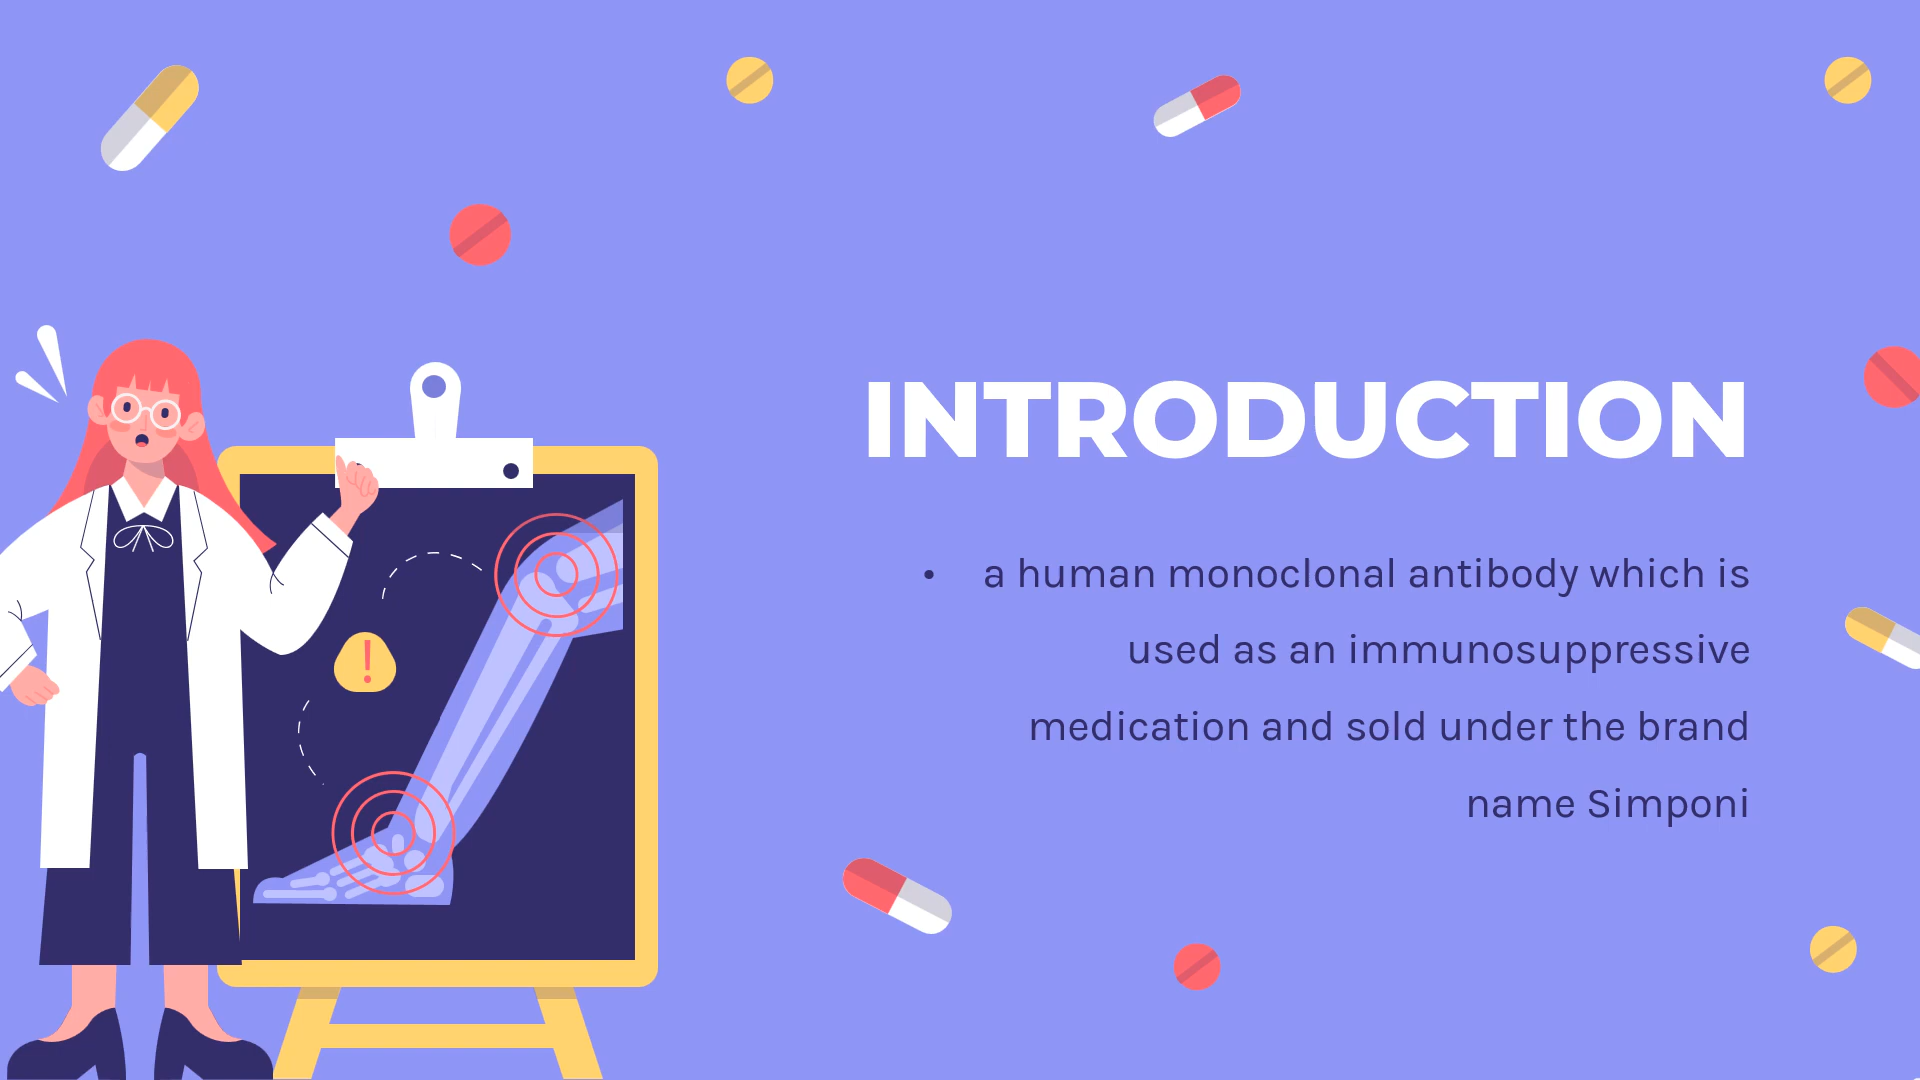 INTRODUCTION
• a human monoclonal antibody which is
used as an immunosuppressive
medication and sold under the brand
name Simponi